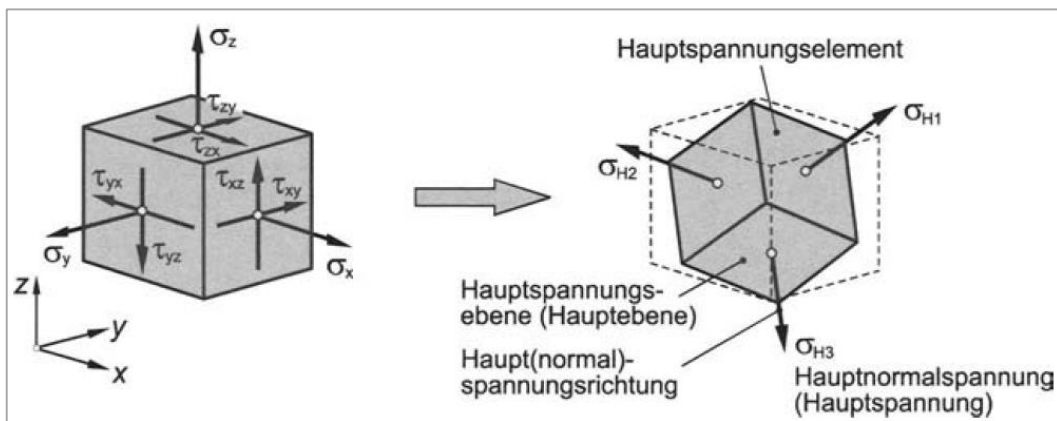 σz
τzy
τzx
τyx
τxz
τxy
σy
τyz
σx
z
y
x
Hauptspannungselement
σH1
σH2
Hauptspannungs-
ebene (Hauptebene)
Haupt(normal)-
spannungsrichtung
σH3
Hauptnormalspannung
(Hauptspannung)